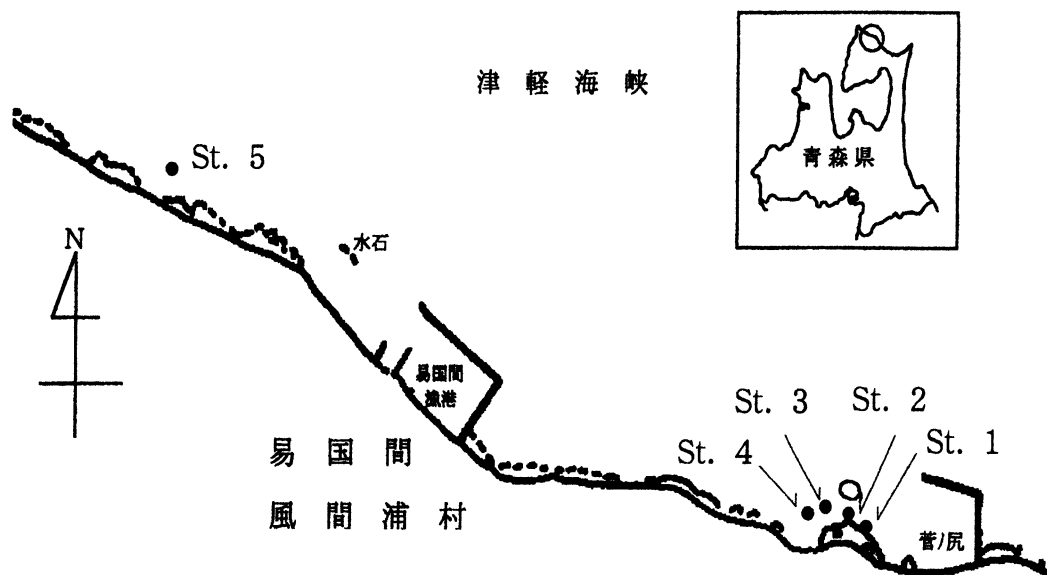 津軽海峡
青森県
St. 5
N
水石
易国間
漁港
St. 3
St. 2
St. 4
St. 1
易国間
風間浦村
菅ノ尻